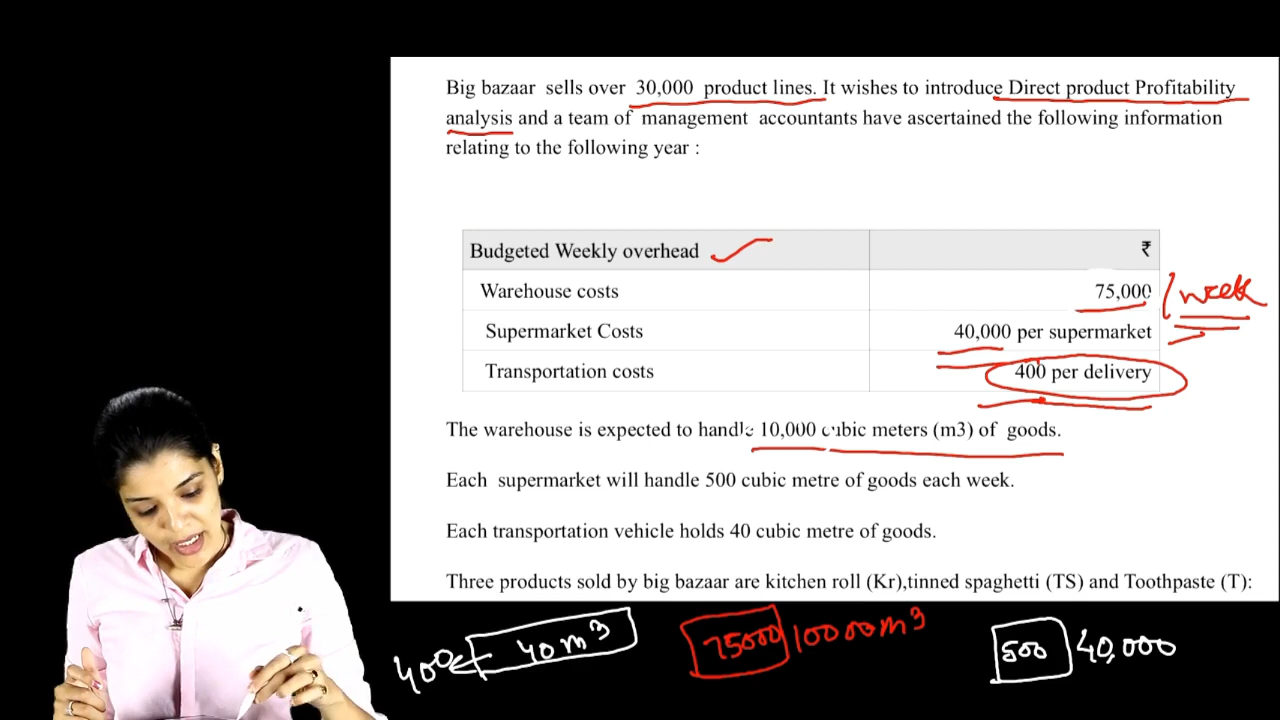 Big bazaar sells over 30,000 product lines. It wishes to introduce Direct product Profitability
analysis and a team of management accountants have ascertained the following information
relating to the following year :
Budgeted Weekly overhead ₹
Warehouse costs 75,000 / week
Supermarket Costs 40,000 per supermarket
Transportation costs 400 per delivery
The warehouse is expected to handle 10,000 cubic meters (m3) of goods.
Each supermarket will handle 500 cubic metre of goods each week.
Each transportation vehicle holds 40 cubic metre of goods.
Three products sold by big bazaar are kitchen roll (Kr),tinned spaghetti (TS) and Toothpaste (T):
400 40 m³ 75000 10000 m³ 500 40,000